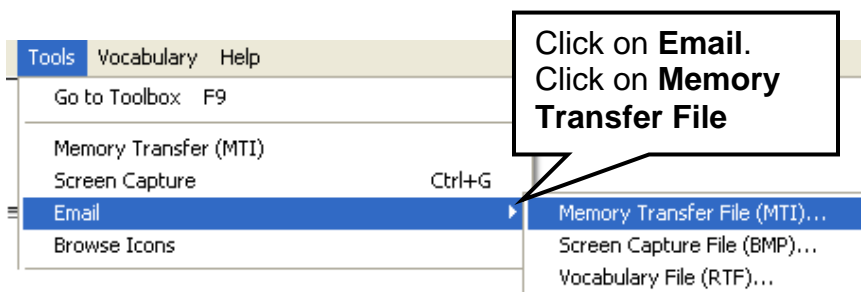 Click on Email.
Click on Memory
Transfer File
Tools Vocabulary Help
Go to Toolbox F9
Memory Transfer (MTI)
Screen Capture Ctrl+G
Email
Browse Icons
Memory Transfer File (MTI)...
Screen Capture File (BMP)...
Vocabulary File (RTF)...